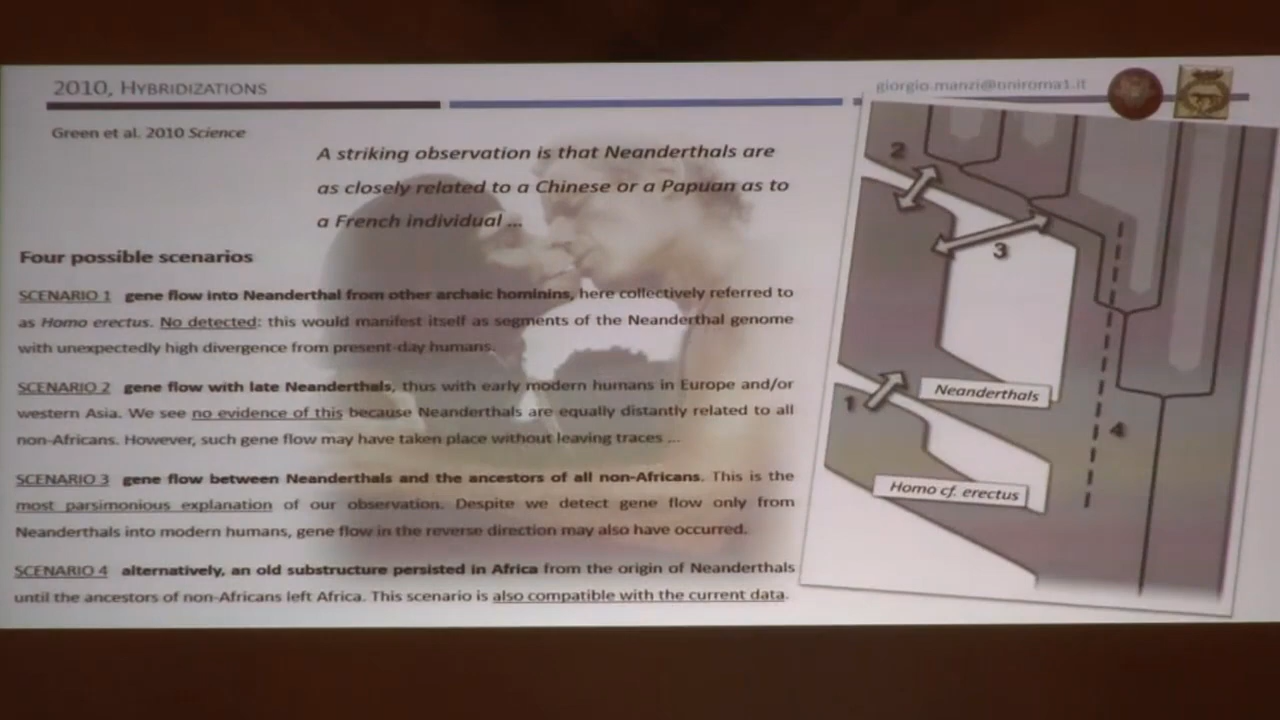 2010, HYBRIDIZATIONS
giorgio.manzi@uniroma1.it
Green et al. 2010 Science
A striking observation is that Neanderthals are
as closely related to a Chinese or a Papuan as to
a French individual ...
Four possible scenarios
SCENARIO 1 gene flow into Neanderthal from other archaic hominins, here collectively referred to
as Homo erectus. No detected: this would manifest itself as segments of the Neanderthal genome
with unexpectedly high divergence from present-day humans.
SCENARIO 2 gene flow with late Neanderthals, thus with early modern humans in Europe and/or
western Asia. We see no evidence of this because Neanderthals are equally distantly related to all
non-Africans. However, such gene flow may have taken place without leaving traces ...
SCENARIO 3 gene flow between Neanderthals and the ancestors of all non-Africans. This is the
most parsimonious explanation of our observation. Despite we detect gene flow only from
Neanderthals into modern humans, gene flow in the reverse direction may also have occurred.
SCENARIO 4 alternatively, an old substructure persisted in Africa from the origin of Neanderthals
until the ancestors of non-Africans left Africa. This scenario is also compatible with the current data.
2
3
Neanderthals
1
4
Homo cf. erectus